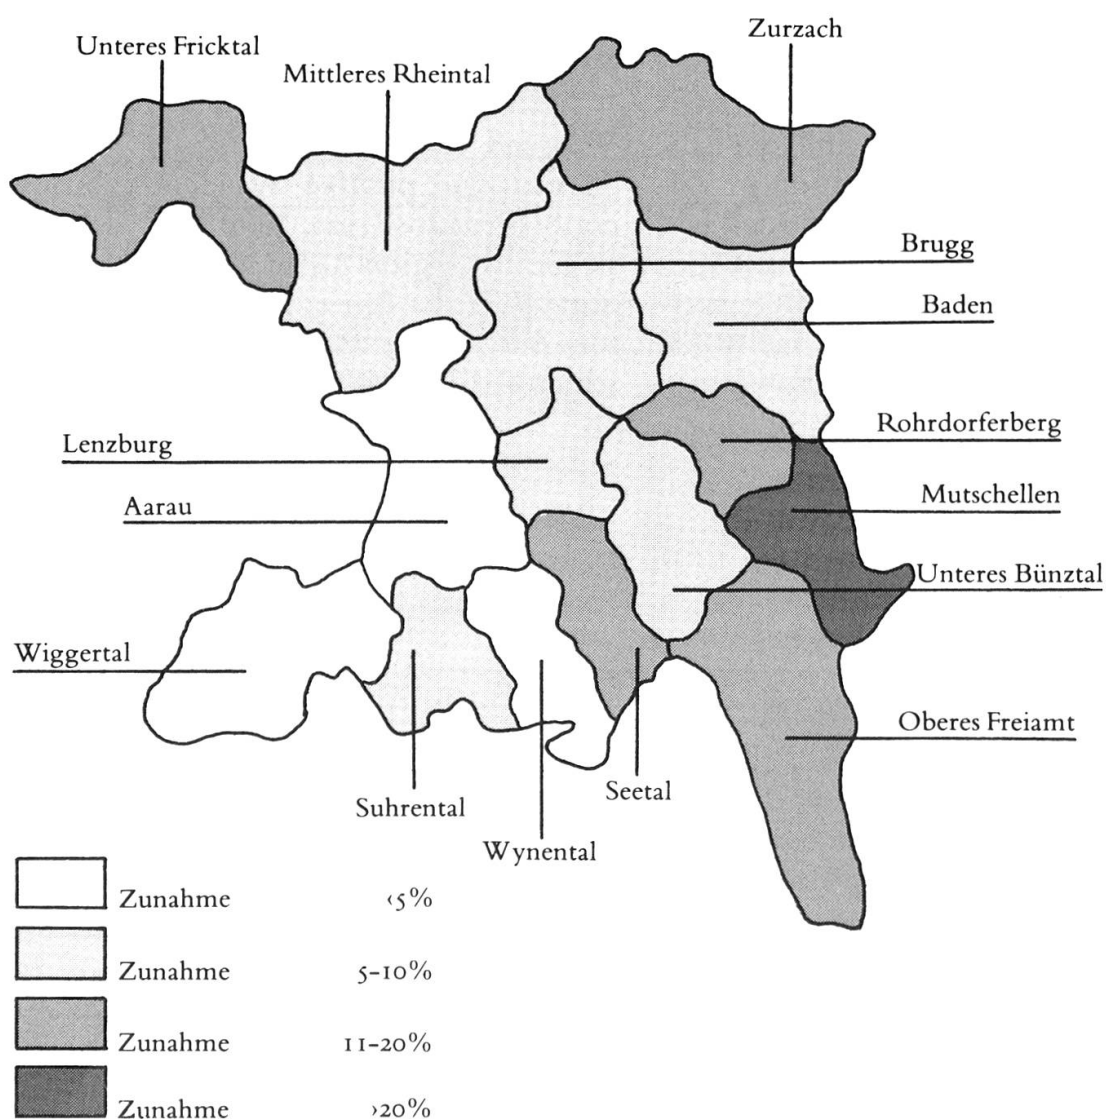 Zurzach
Unteres Fricktal
Mittleres Rheintal
Brugg
Baden
Rohrdorferberg
Lenzburg
Mutschellen
Aarau
Unteres Bünztal
Wiggertal
Oberes Freiamt
Seetal
Suhrental
Wynental
Zunahme ‹5%
Zunahme 5–10%
Zunahme 11–20%
Zunahme ›20%